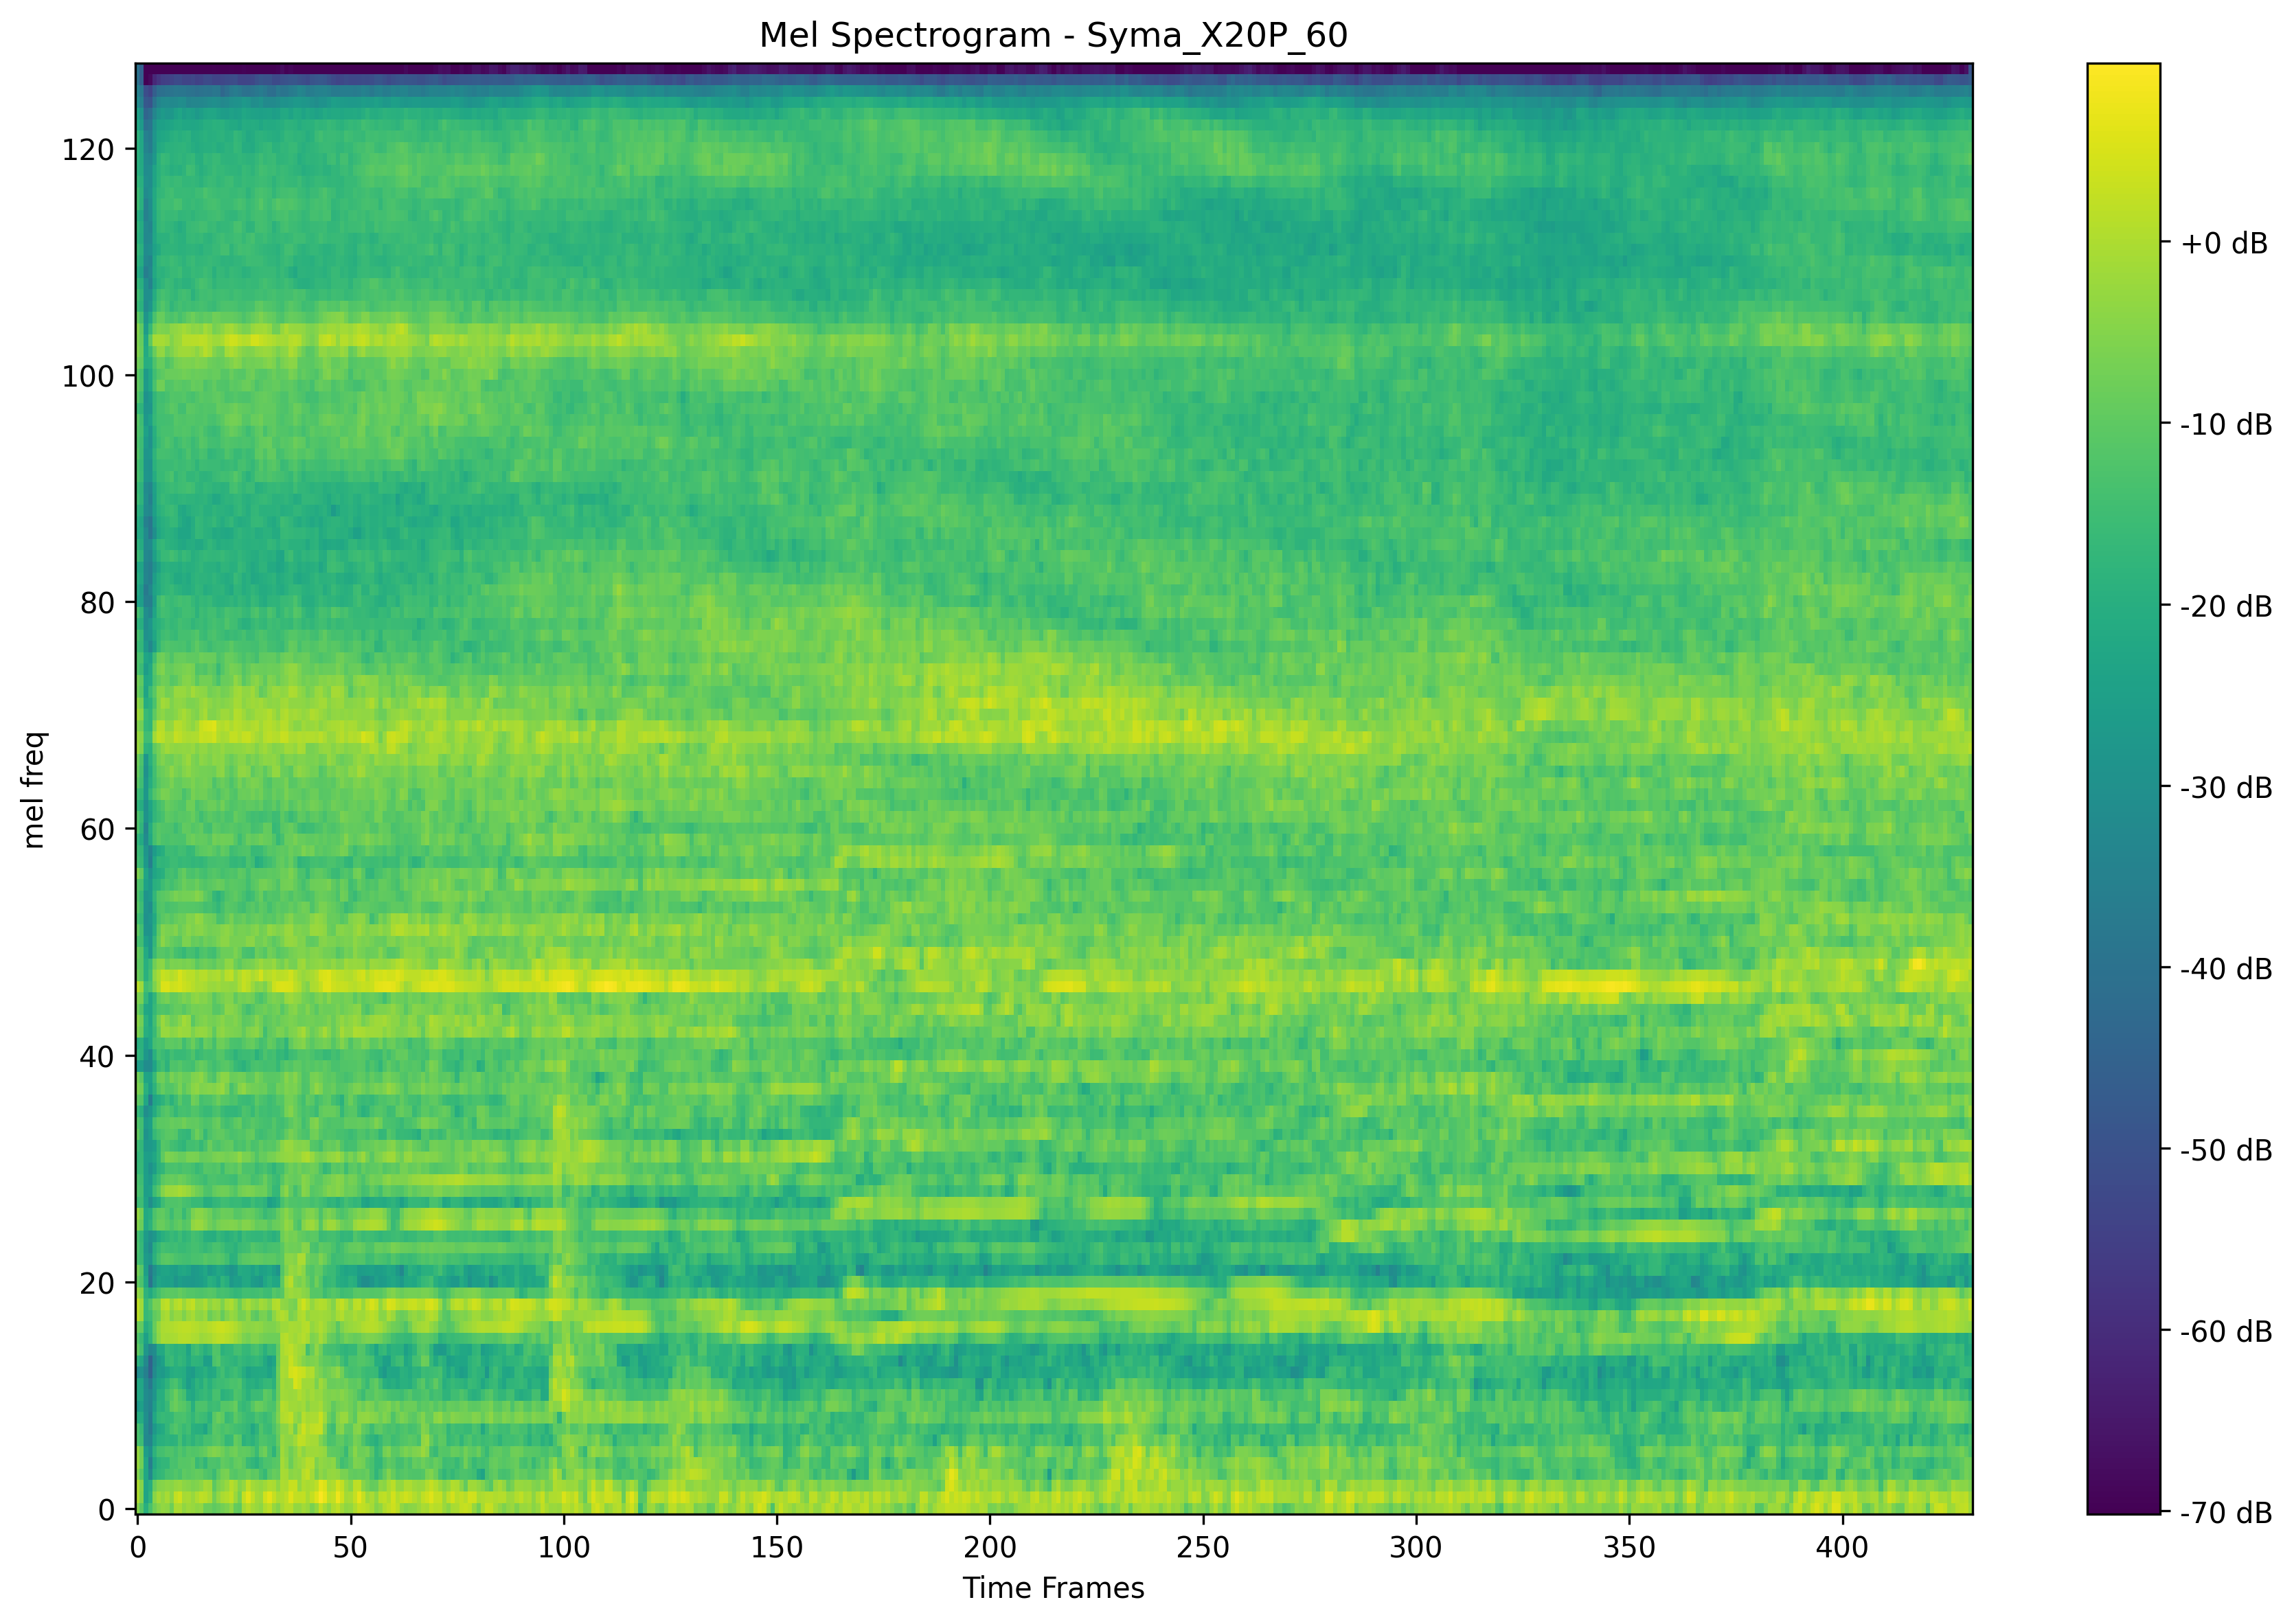 Mel Spectrogram - Syma_X20P_60
mel freq
120
100
80
60
40
20
0
0 50 100 150 200 250 300 350 400
Time Frames
+0 dB
-10 dB
-20 dB
-30 dB
-40 dB
-50 dB
-60 dB
-70 dB